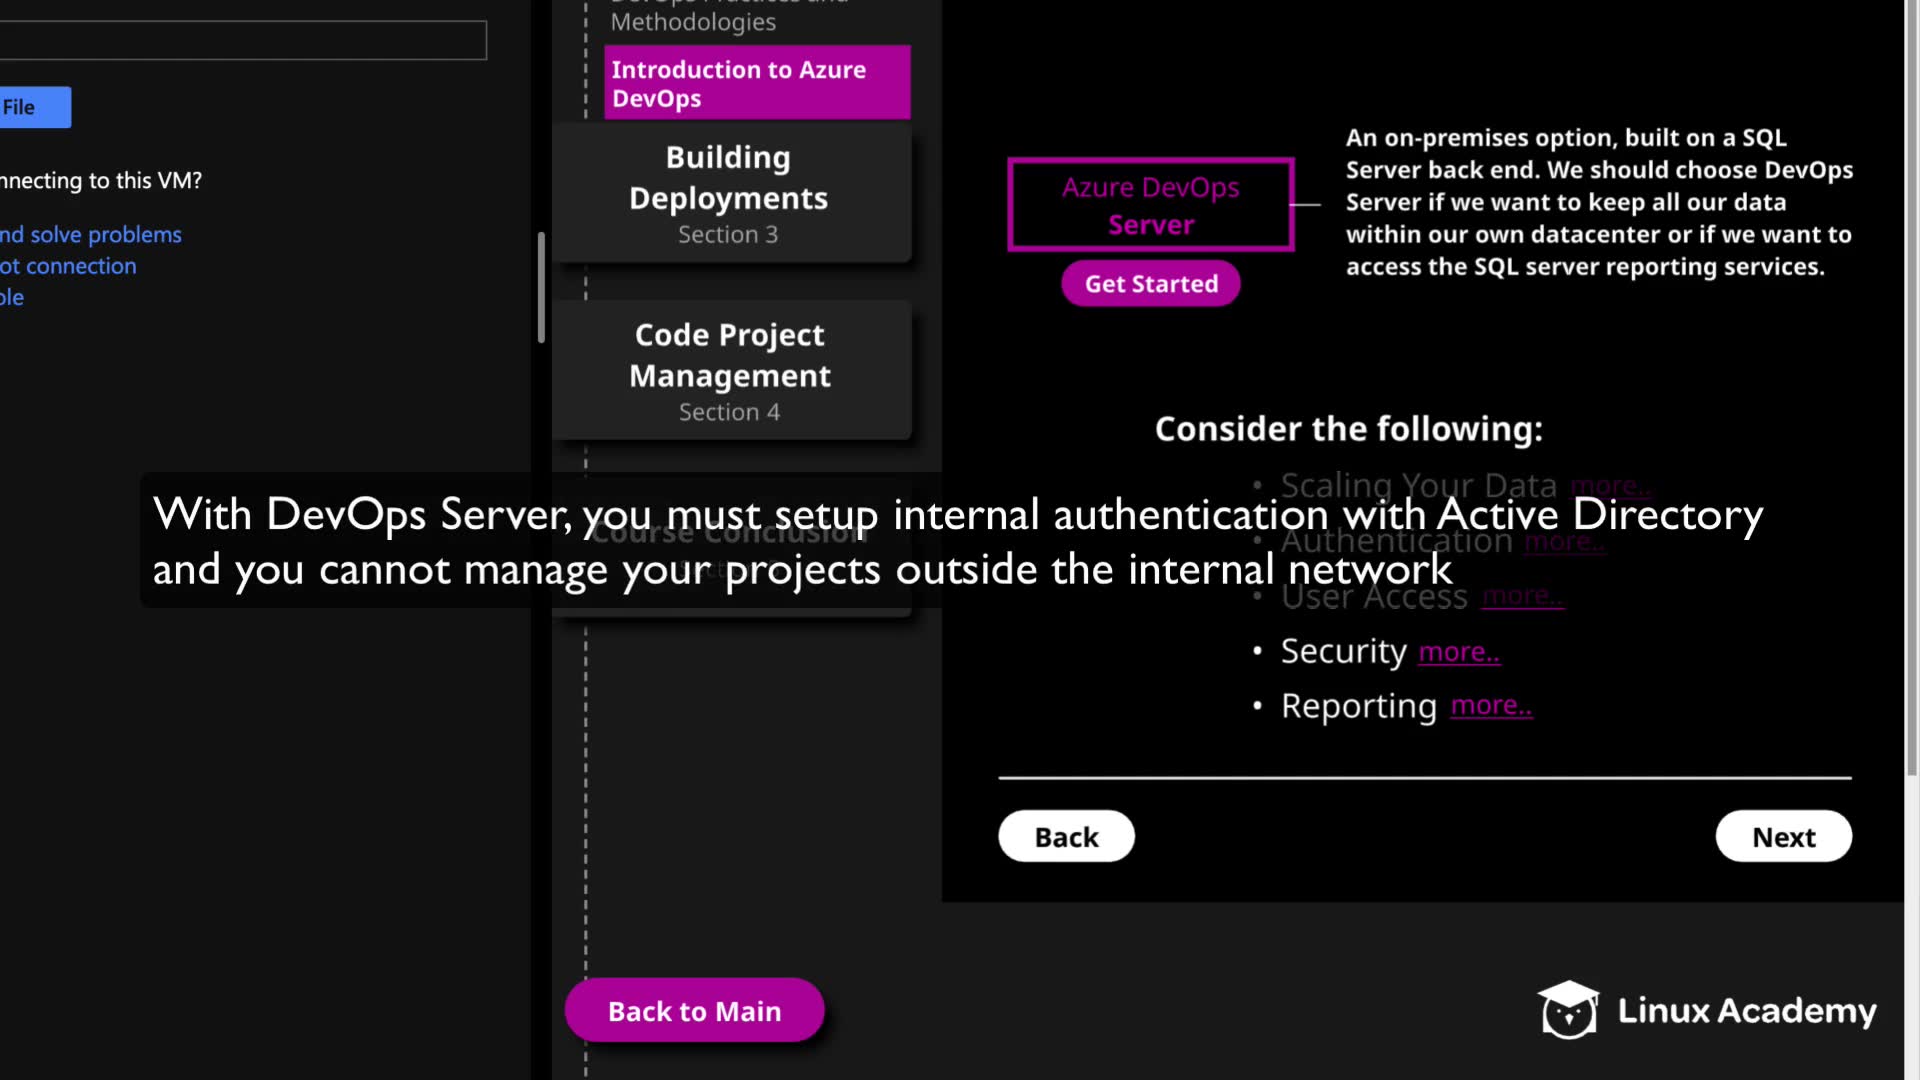 File
nnecting to this VM?
nd solve problems
ot connection
ole
DevOps Practices and
Methodologies
Introduction to Azure
DevOps
Building
Deployments
Section 3
Code Project
Management
Section 4
Course Conclusion
Azure DevOps
Server
Get Started
An on-premises option, built on a SQL
Server back end. We should choose DevOps
Server if we want to keep all our data
within our own datacenter or if we want to
access the SQL server reporting services.
Consider the following:
• Scaling Your Data more..
• Authentication more..
• User Access more..
• Security more..
• Reporting more..
With DevOps Server, you must setup internal authentication with Active Directory
and you cannot manage your projects outside the internal network
Back
Next
Back to Main
Linux Academy